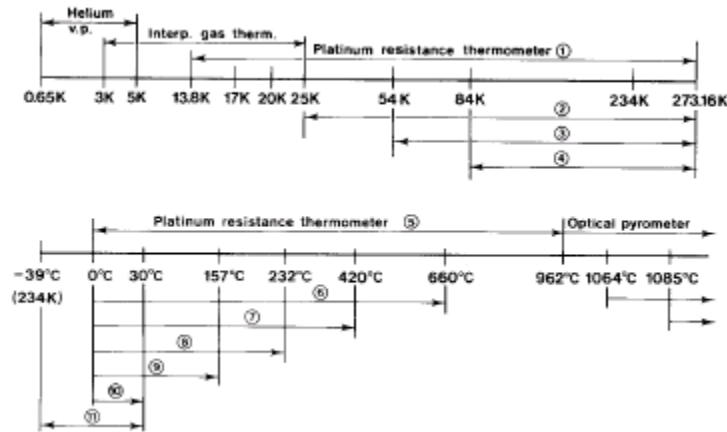 Helium
v.p.
Interp. gas therm.
Platinum resistance thermometer ①
0.65K 3K 5K 13.8K 17K 20K 25K 54K 84K 234K 273.16K
②
③
④
Platinum resistance thermometer ⑤ Optical pyrometer
-39°C 0°C 30°C 157°C 232°C 420°C 660°C 962°C 1064°C 1085°C
(234K)
⑥
⑦
⑧
⑨
⑩
⑪